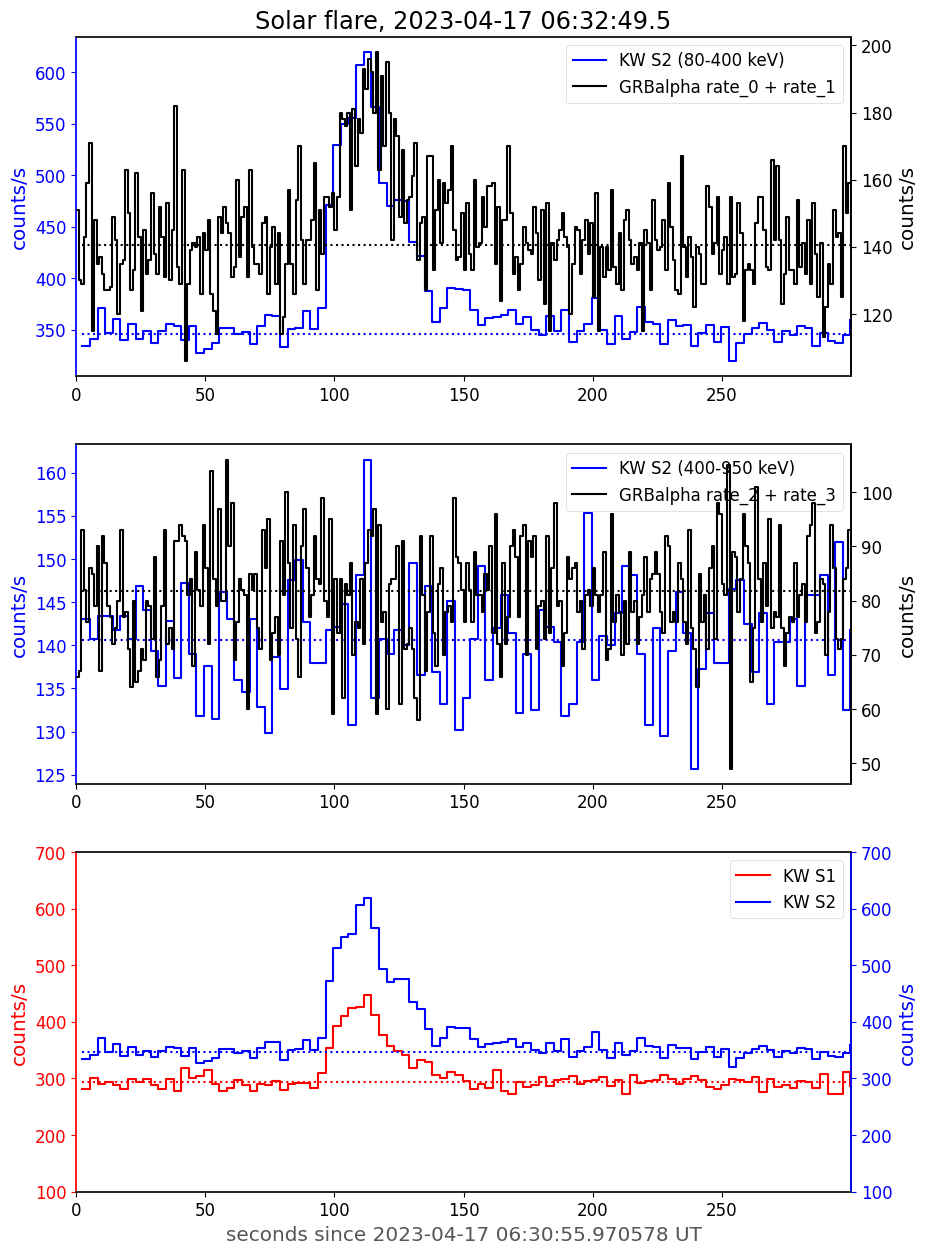 Solar flare, 2023-04-17 06:32:49.5
KW S2 (80-400 keV)
GRBalpha rate_0 + rate_1
600
550
500
450
400
350
counts/s
200
180
160
140
120
counts/s
0 50 100 150 200 250
KW S2 (400-950 keV)
GRBalpha rate_2 + rate_3
160
155
150
145
140
135
130
125
counts/s
100
90
80
70
60
50
counts/s
0 50 100 150 200 250
KW S1
KW S2
700
600
500
400
300
200
100
counts/s
700
600
500
400
300
200
100
counts/s
0 50 100 150 200 250
seconds since 2023-04-17 06:30:55.970578 UT